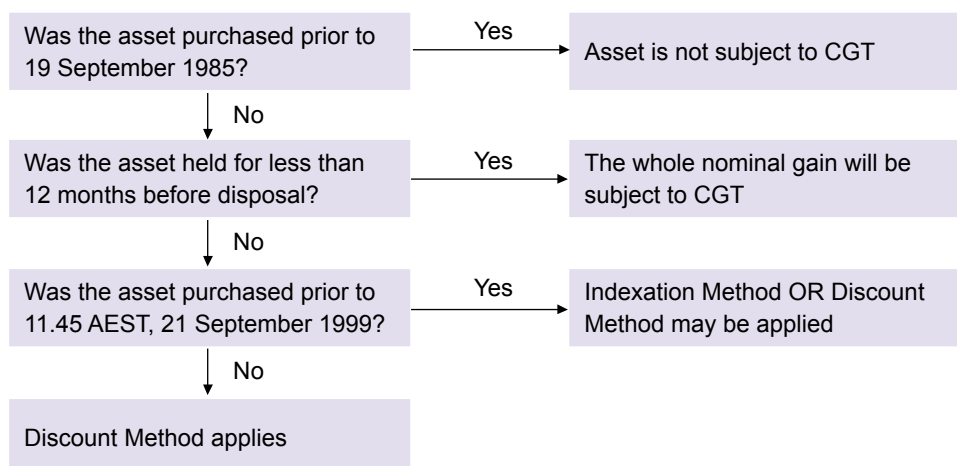 Was the asset purchased prior to
19 September 1985?
Yes
Asset is not subject to CGT
No
Was the asset held for less than
12 months before disposal?
Yes
The whole nominal gain will be
subject to CGT
No
Was the asset purchased prior to
11.45 AEST, 21 September 1999?
Yes
Indexation Method OR Discount
Method may be applied
No
Discount Method applies